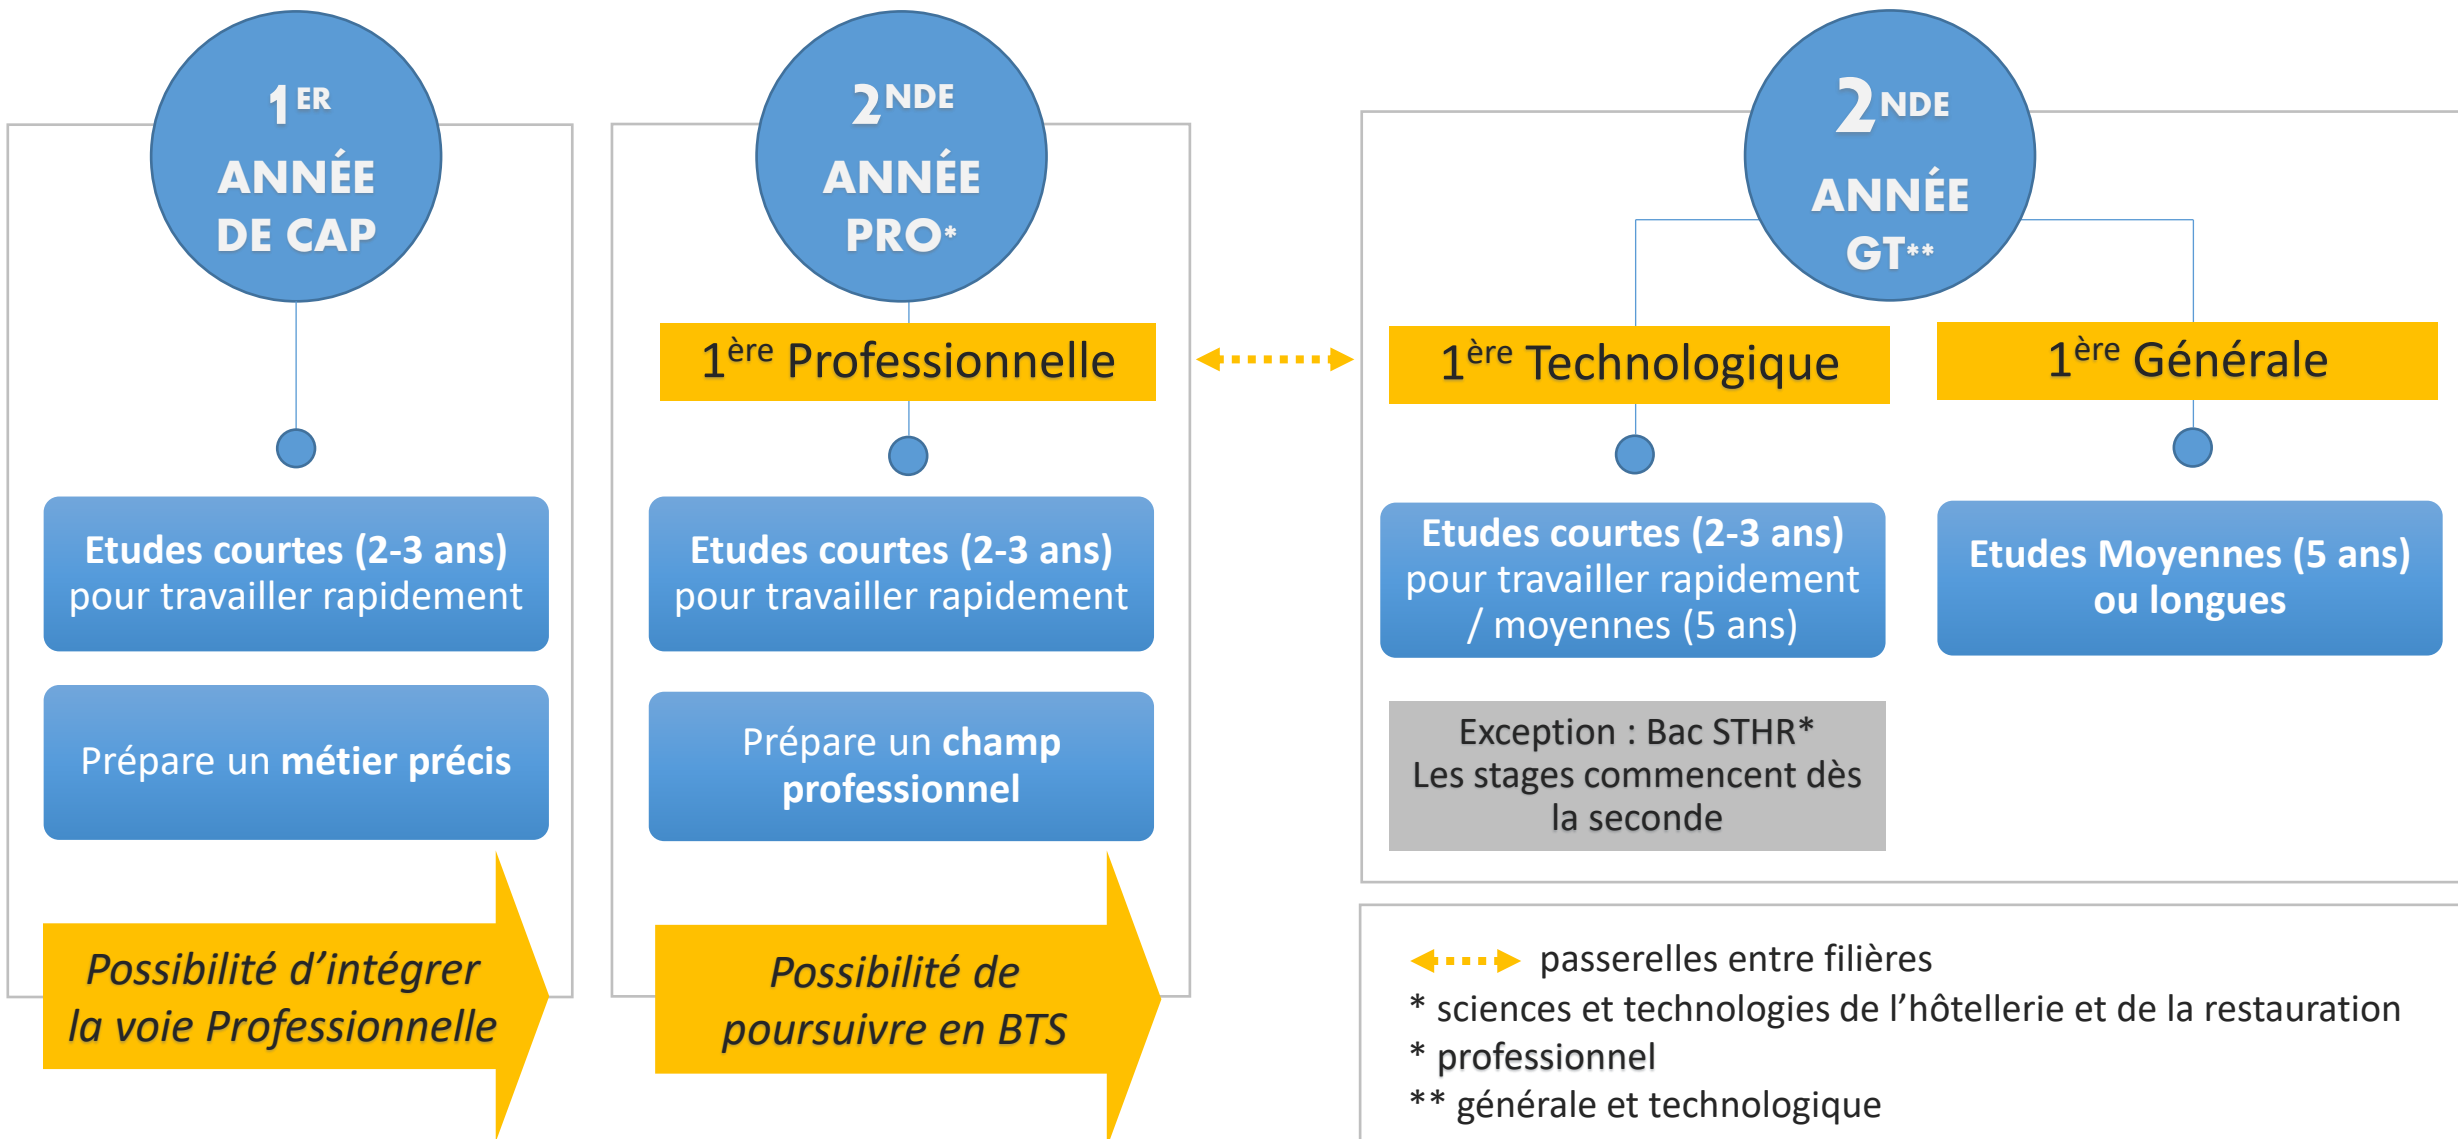 1ER
ANNÉE
DE CAP
Etudes courtes (2-3 ans)
pour travailler rapidement
Prépare un métier précis
Possibilité d’intégrer
la voie Professionnelle
2NDE
ANNÉE
PRO*
1ère Professionnelle
Etudes courtes (2-3 ans)
pour travailler rapidement
Prépare un champ
professionnel
Possibilité de
poursuivre en BTS
2NDE
ANNÉE
GT**
1ère Technologique
Etudes courtes (2-3 ans)
pour travailler rapidement
/ moyennes (5 ans)
Exception : Bac STHR*
Les stages commencent dès
la seconde
1ère Générale
Etudes Moyennes (5 ans)
ou longues
passerelles entre filières
* sciences et technologies de l’hôtellerie et de la restauration
* professionnel
** générale et technologique